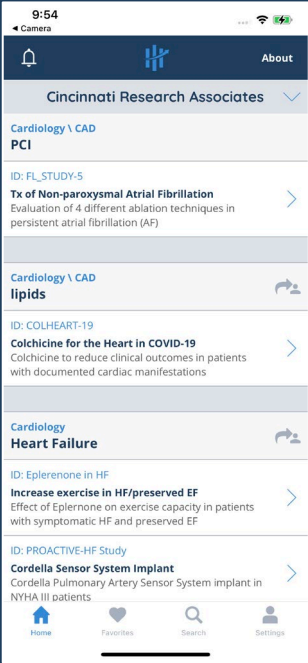 9:54
◀ Camera
About
Cincinnati Research Associates
Cardiology \ CAD
PCI
ID: FL_STUDY-5
Tx of Non-paroxysmal Atrial Fibrillation
Evaluation of 4 different ablation techniques in
persistent atrial fibrillation (AF)
Cardiology \ CAD
lipids
ID: COLHEART-19
Colchicine for the Heart in COVID-19
Colchicine to reduce clinical outcomes in patients
with documented cardiac manifestations
Cardiology
Heart Failure
ID: Eplerenone in HF
Increase exercise in HF/preserved EF
Effect of Eplernone on exercise capacity in patients
with symptomatic HF and preserved EF
ID: PROACTIVE-HF Study
Cordella Sensor System Implant
Cordella Pulmonary Artery Sensor System implant in
NYHA III patients
Home
Favorites
Search
Settings